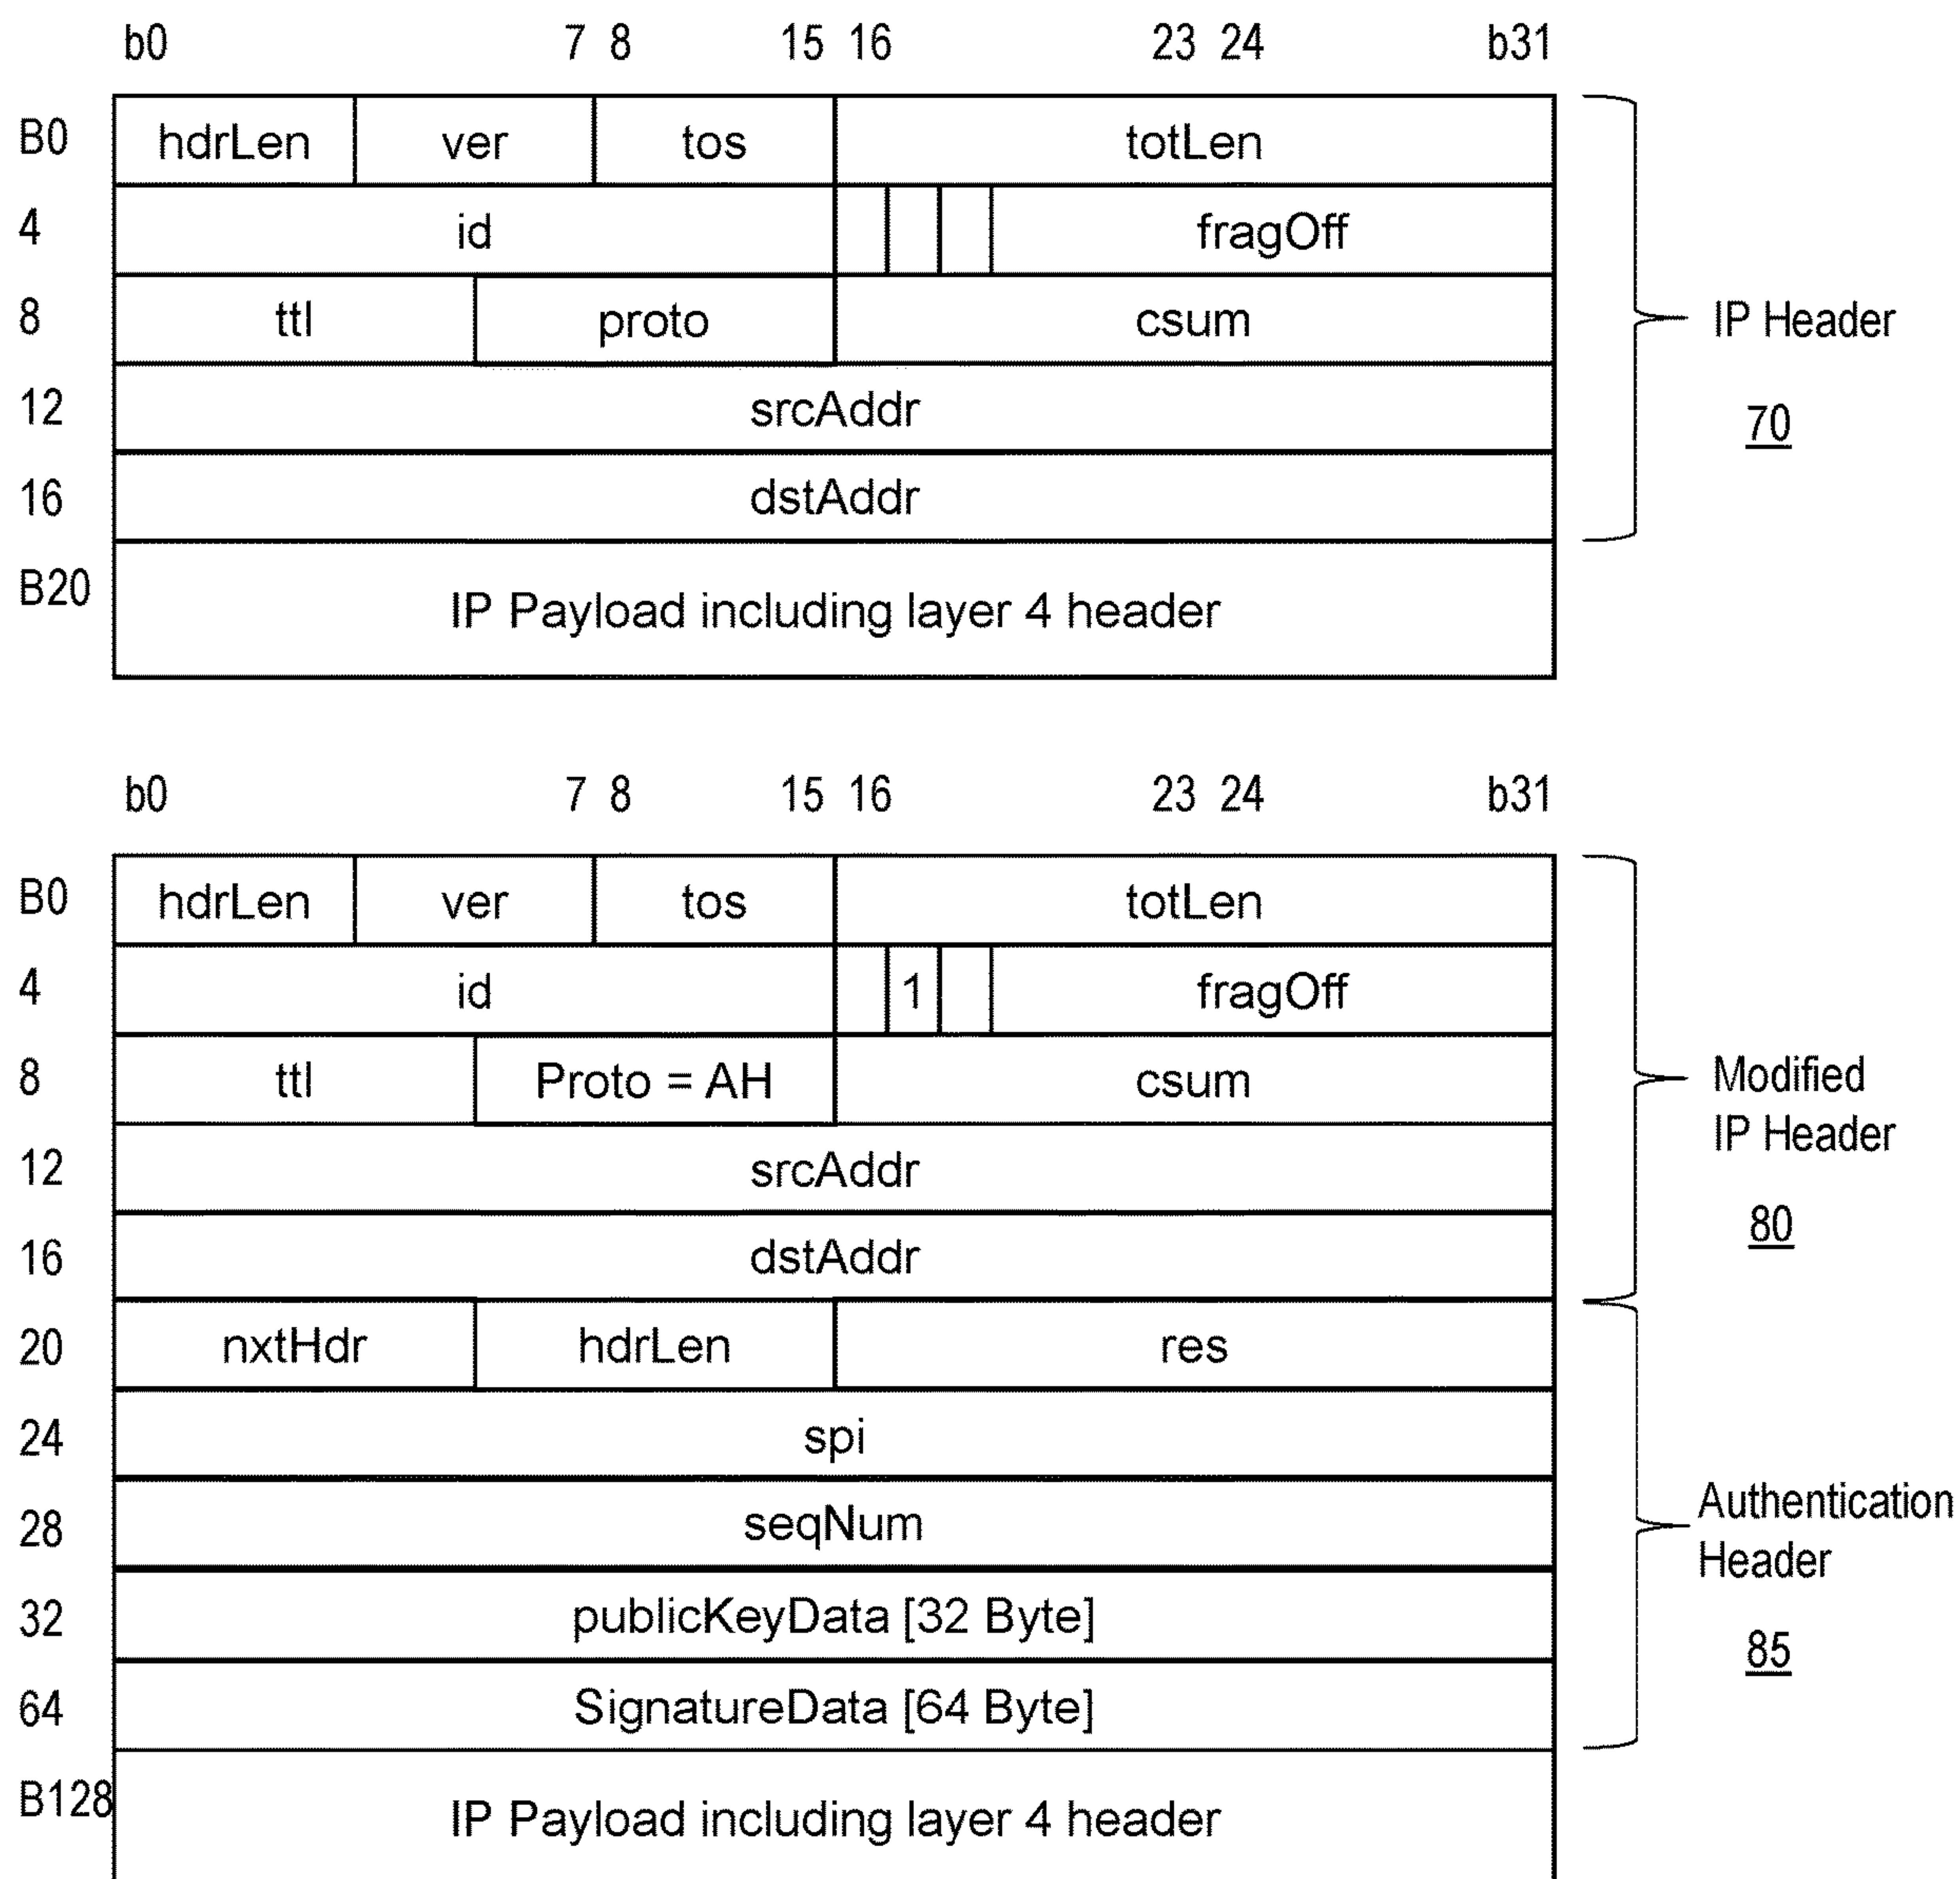 b0 7 8 15 16 23 24 b31
B0 hdrLen ver tos totLen
4 id fragOff
8 ttl proto csum
IP Header
12 srcAddr
70
16 dstAddr
B20 IP Payload including layer 4 header
b0 7 8 15 16 23 24 b31
B0 hdrLen ver tos totLen
4 id 1 fragOff
8 ttl Proto = AH csum
Modified
IP Header
12 srcAddr
80
16 dstAddr
20 nxtHdr hdrLen res
24 spi
28 seqNum
Authentication
Header
32 publicKeyData [32 Byte]
85
64 SignatureData [64 Byte]
B128 IP Payload including layer 4 header